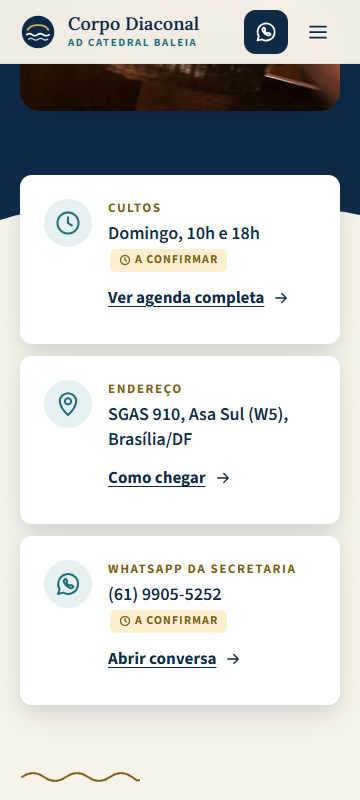 Corpo Diaconal
AD CATEDRAL BALEIA
CULTOS
Domingo, 10h e 18h
A CONFIRMAR
Ver agenda completa →
ENDEREÇO
SGAS 910, Asa Sul (W5),
Brasília/DF
Como chegar →
WHATSAPP DA SECRETARIA
(61) 9905-5252
A CONFIRMAR
Abrir conversa →